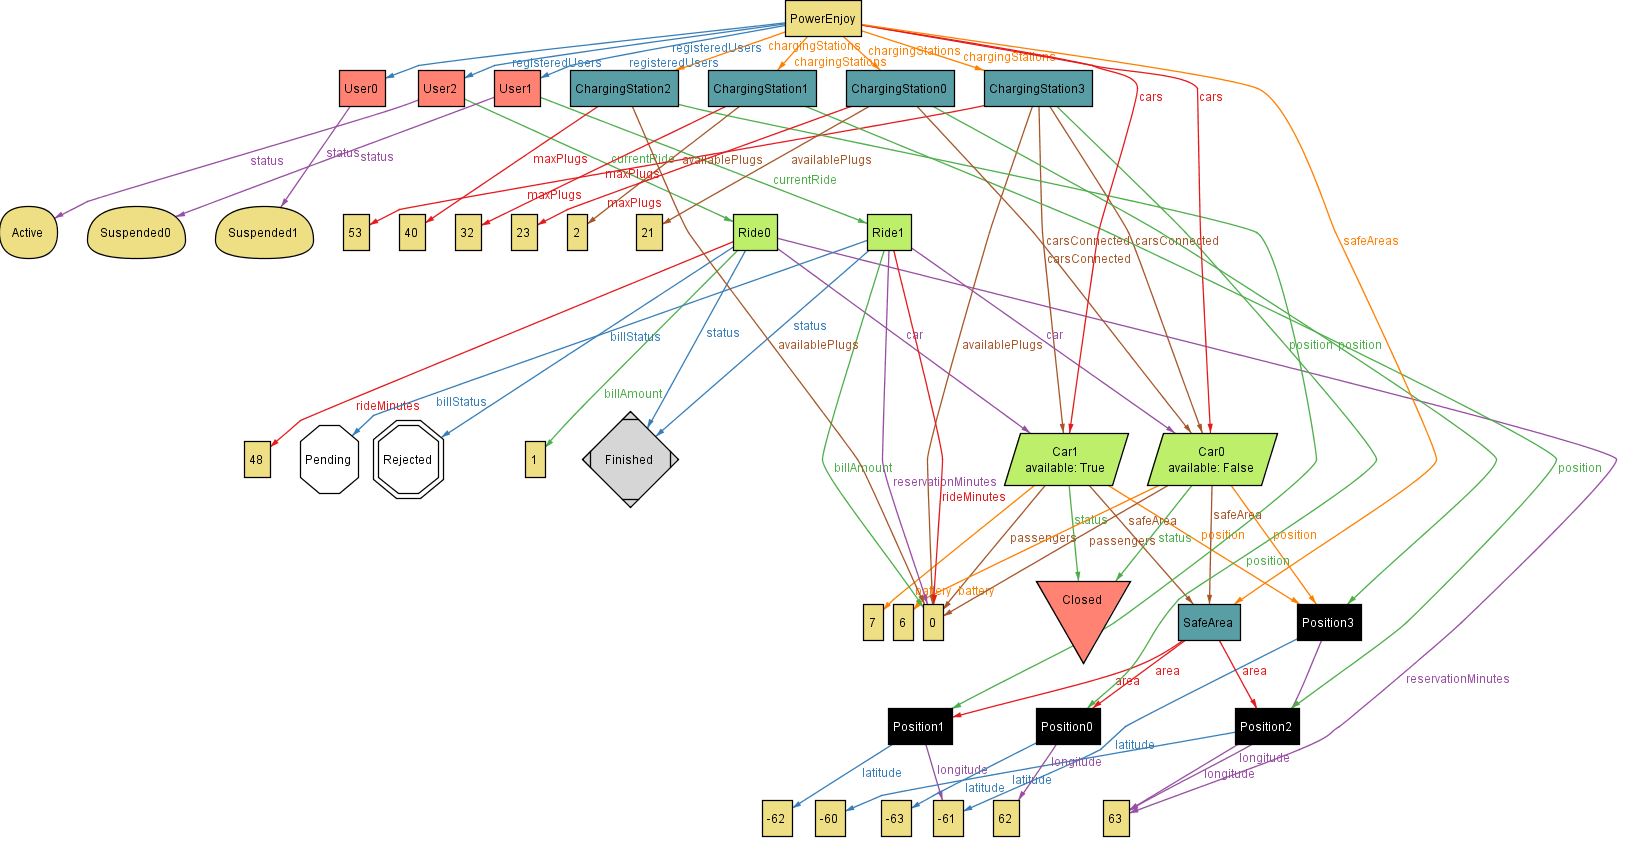 PowerEnjoy
registeredUsers
chargingStations
chargingStations
chargingStations
registeredUsers
registeredUsers
chargingStations
User0
User2
User1
ChargingStation2
ChargingStation1
ChargingStation0
ChargingStation3
cars
cars
status
status
status
maxPlugs
currentRide
availablePlugs
availablePlugs
maxPlugs
currentRide
maxPlugs
maxPlugs
Active
Suspended0
Suspended1
53
40
32
23
2
21
Ride0
Ride1
carsConnected
carsConnected
safeAreas
carsConnected
billStatus
status
status
availablePlugs
car
availablePlugs
car
position
position
rideMinutes
billStatus
billAmount
48
Pending
Rejected
1
Finished
billAmount
Car1
available: True
Car0
available: False
position
reservationMinutes
rideMinutes
status
safeArea
safeArea
passengers
passengers
status
position
position
position
battery
battery
7
6
0
Closed
SafeArea
Position3
area
area
area
reservationMinutes
Position1
Position0
Position2
latitude
latitude
longitude
longitude
longitude
latitude
longitude
latitude
-62
-60
-63
-61
62
63